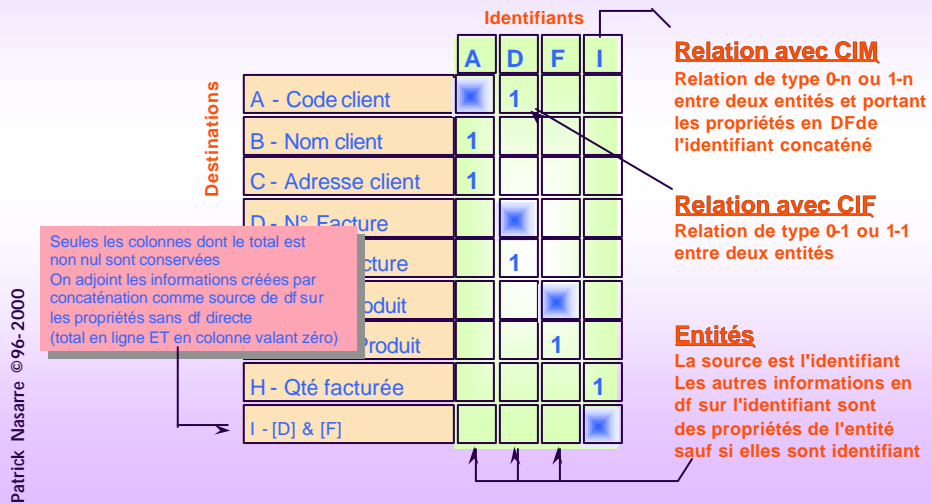 Identifiants
A D F I
Destinations
A - Code client 1
B - Nom client 1
C - Adresse client 1
D - N° Facture
cture 1
oduit
Produit 1
H - Qté facturée 1
I - [D] & [F]
Seules les colonnes dont le total est
non nul sont conservées
On adjoint les informations créées par
concaténation comme source de df sur
les propriétés sans df directe
(total en ligne ET en colonne valant zéro)
Relation avec CIM
Relation de type 0-n ou 1-n
entre deux entités et portant
les propriétés en DFde
l'identifiant concaténé
Relation avec CIF
Relation de type 0-1 ou 1-1
entre deux entités
Entités
La source est l'identifiant
Les autres informations en
df sur l'identifiant sont
des propriétés de l'entité
sauf si elles sont identifiant
Patrick Nasarre ©96-2000